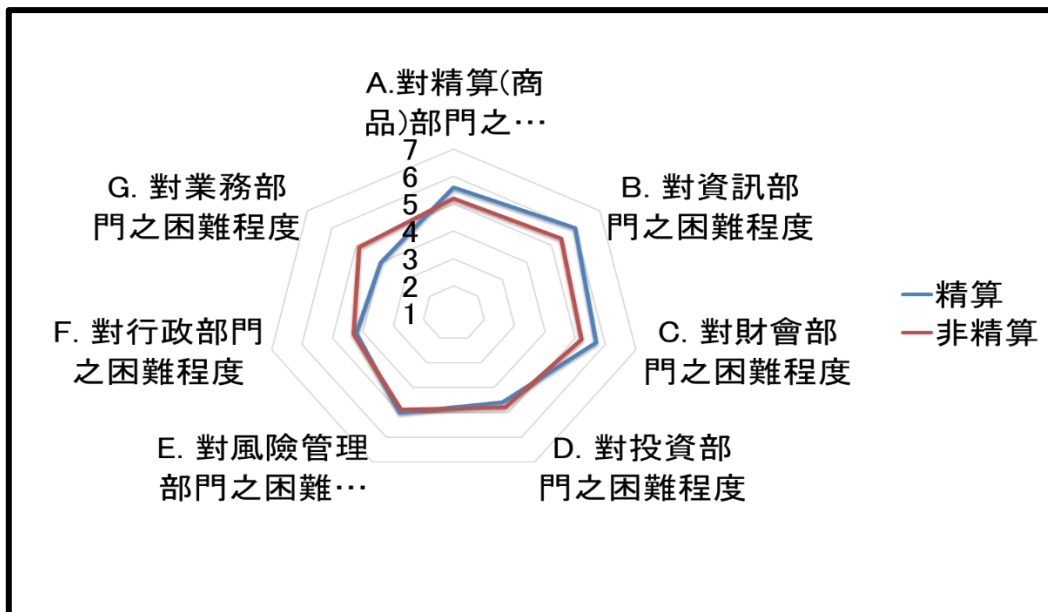 A.對精算(商
品)部門之…
7
6
5
4
3
2
1
G. 對業務部
門之困難程度
B. 對資訊部
門之困難程度
F. 對行政部門
之困難程度
C. 對財會部
門之困難程度
E. 對風險管理
部門之困難…
D. 對投資部
門之困難程度
精算
非精算